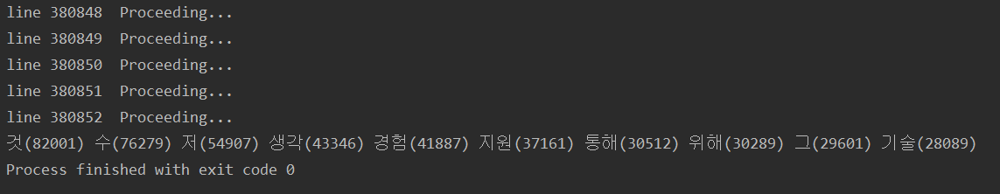 line 380848  Proceeding...
line 380849  Proceeding...
line 380850  Proceeding...
line 380851  Proceeding...
line 380852  Proceeding...
것(82001) 수(76279) 저(54907) 생각(43346) 경험(41887) 지원(37161) 통해(30512) 위해(30289) 그(29601) 기술(28089)
Process finished with exit code 0